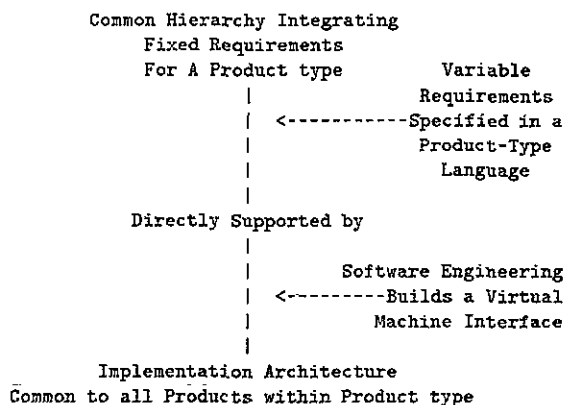 Common Hierarchy Integrating
Fixed Requirements
For A Product type
Variable
Requirements
Specified in a
Product-Type
Language
Directly Supported by
Software Engineering
Builds a Virtual
Machine Interface
Implementation Architecture
Common to all Products within Product type